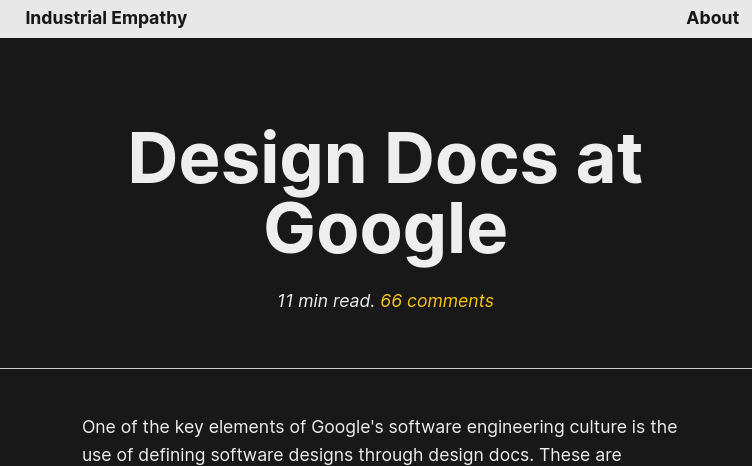 Industrial Empathy
About
Design Docs at
Google
11 min read. 66 comments
One of the key elements of Google's software engineering culture is the
use of defining software designs through design docs. These are